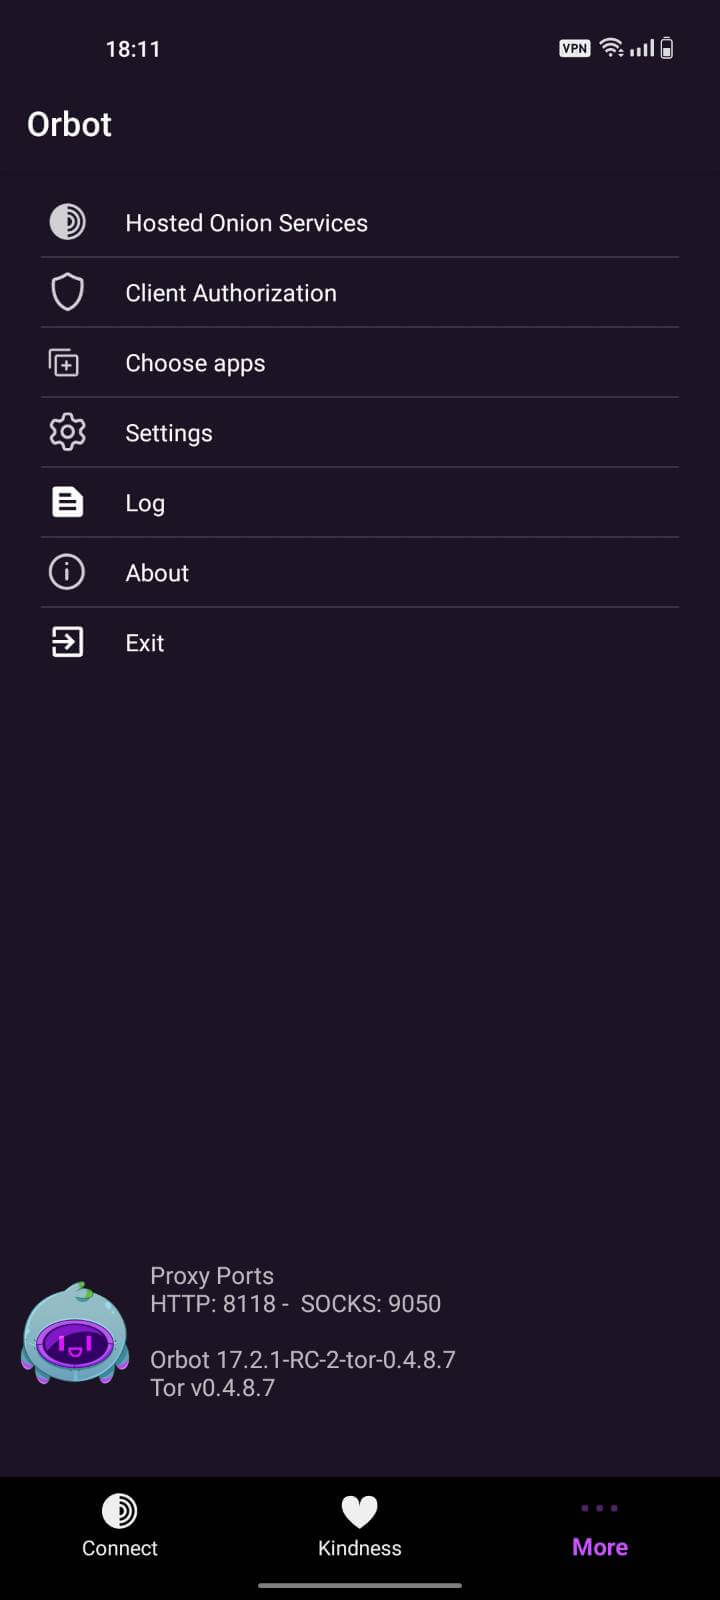 18:11
VPN
Orbot
Hosted Onion Services
Client Authorization
Choose apps
Settings
Log
About
Exit
Proxy Ports
HTTP: 8118 - SOCKS: 9050
Orbot 17.2.1-RC-2-tor-0.4.8.7
Tor v0.4.8.7
Connect
Kindness
More